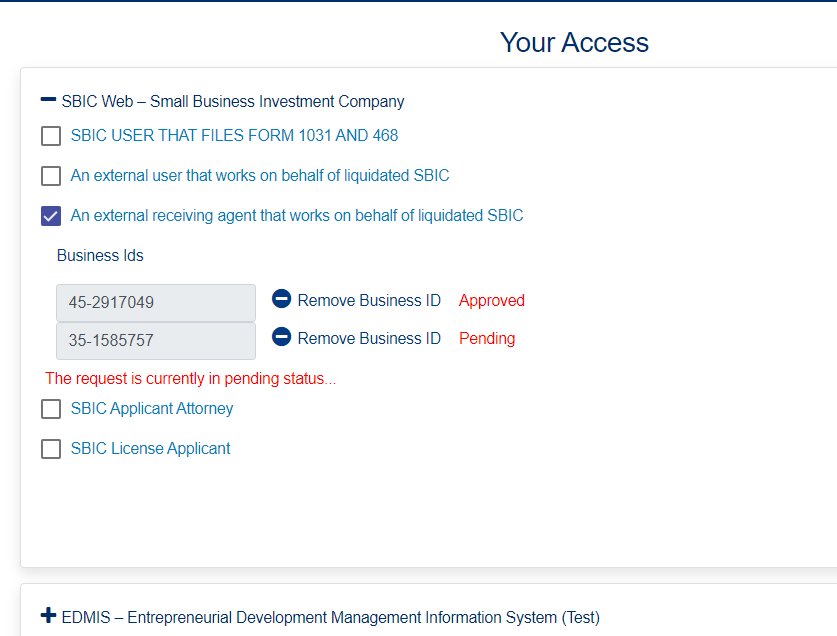 Your Access
SBIC Web – Small Business Investment Company
SBIC USER THAT FILES FORM 1031 AND 468
An external user that works on behalf of liquidated SBIC
An external receiving agent that works on behalf of liquidated SBIC
Business Ids
45-2917049 Remove Business ID Approved
35-1585757 Remove Business ID Pending
The request is currently in pending status...
SBIC Applicant Attorney
SBIC License Applicant
EDMIS – Entrepreneurial Development Management Information System (Test)